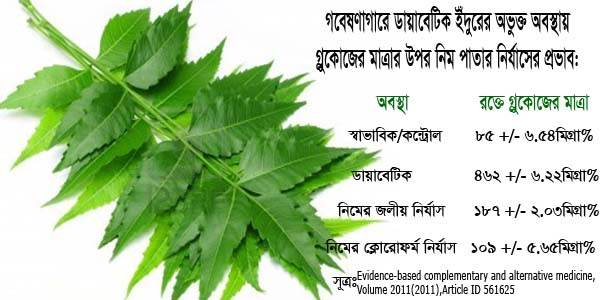 গবেষণাগারে ডায়াবেটিক ইঁদুরের অভুক্ত অবস্থায়
গ্লুকোজের মাত্রার উপর নিম পাতার নির্যাসের প্রভাব:
অবস্থা রক্তে গ্লুকোজের মাত্রা
স্বাভাবিক/কন্ট্রোল ৮৫ +/- ৬.৫৪মিগ্রা%
ডায়াবেটিক ৪৬২ +/- ৬.২২মিগ্রা%
নিমের জলীয় নির্যাস ১৮৭ +/- ২.০৩মিগ্রা%
নিমের ক্লোরোফর্ম নির্যাস ১০৯ +/- ৫.৬৫মিগ্রা%
সূত্রঃ Evidence-based complementary and alternative medicine,
Volume 2011(2011),Article ID 561625